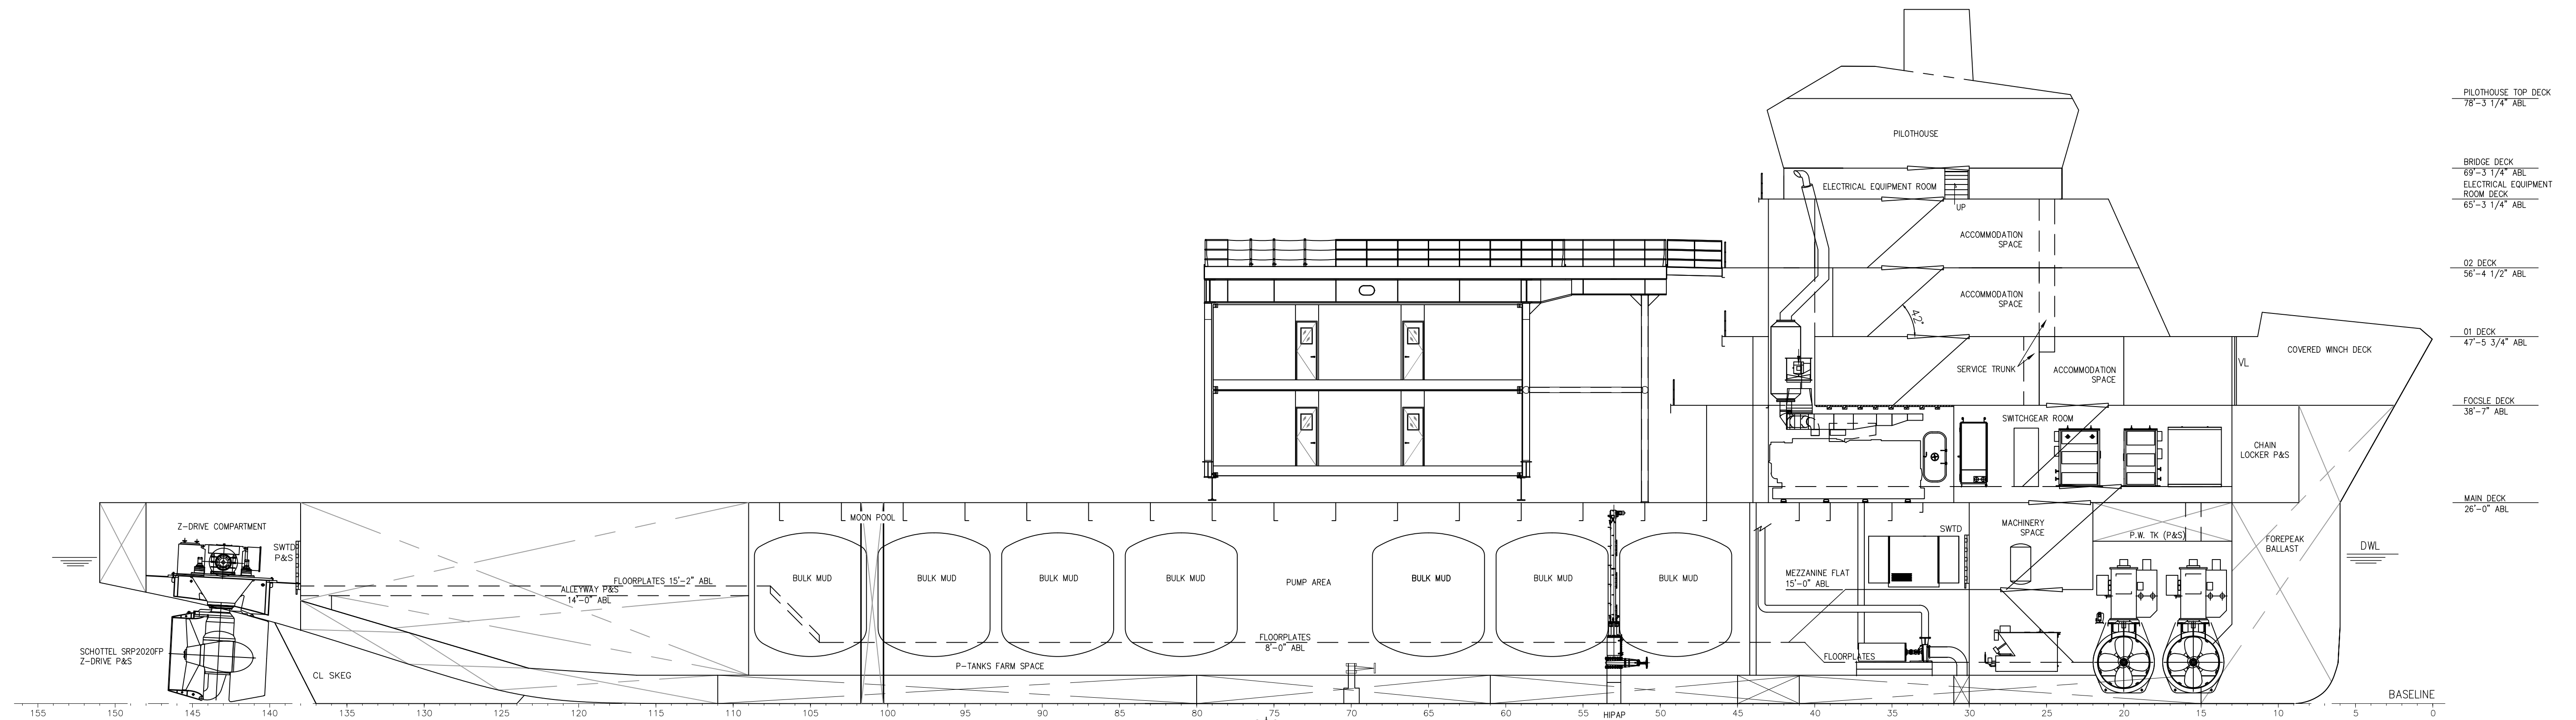 PILOTHOUSE TOP DECK
78'-3 1/4" ABL
PILOTHOUSE
BRIDGE DECK
69'-3 1/4" ABL
ELECTRICAL EQUIPMENT
ROOM DECK
65'-3 1/4" ABL
ELECTRICAL EQUIPMENT ROOM
UP
ACCOMMODATION
SPACE
02 DECK
56'-4 1/2" ABL
ACCOMMODATION
SPACE
42°
01 DECK
47'-5 3/4" ABL
COVERED WINCH DECK
VL
SERVICE TRUNK
ACCOMMODATION
SPACE
FOCSLE DECK
38'-7" ABL
SWITCHGEAR ROOM
CHAIN
LOCKER P&S
MAIN DECK
26'-0" ABL
Z-DRIVE COMPARTMENT
SWTD
P&S
MOON POOL
SWTD
MACHINERY
SPACE
P.W. TK (P&S)
FOREPEAK
BALLAST
DWL
FLOORPLATES 15'-2" ABL
ALLEYWAY P&S
14'-0" ABL
BULK MUD
BULK MUD
BULK MUD
BULK MUD
PUMP AREA
BULK MUD
BULK MUD
BULK MUD
MEZZANINE FLAT
15'-0" ABL
FLOORPLATES
8'-0" ABL
FLOORPLATES
SCHOTTEL SRP2020FP
Z-DRIVE P&S
CL SKEG
P-TANKS FARM SPACE
BASELINE
155 150 145 140 135 130 125 120 115 110 105 100 95 90 85 80 75 70 65 60 55 50 45 40 35 30 25 20 15 10 5 0
HIPAP